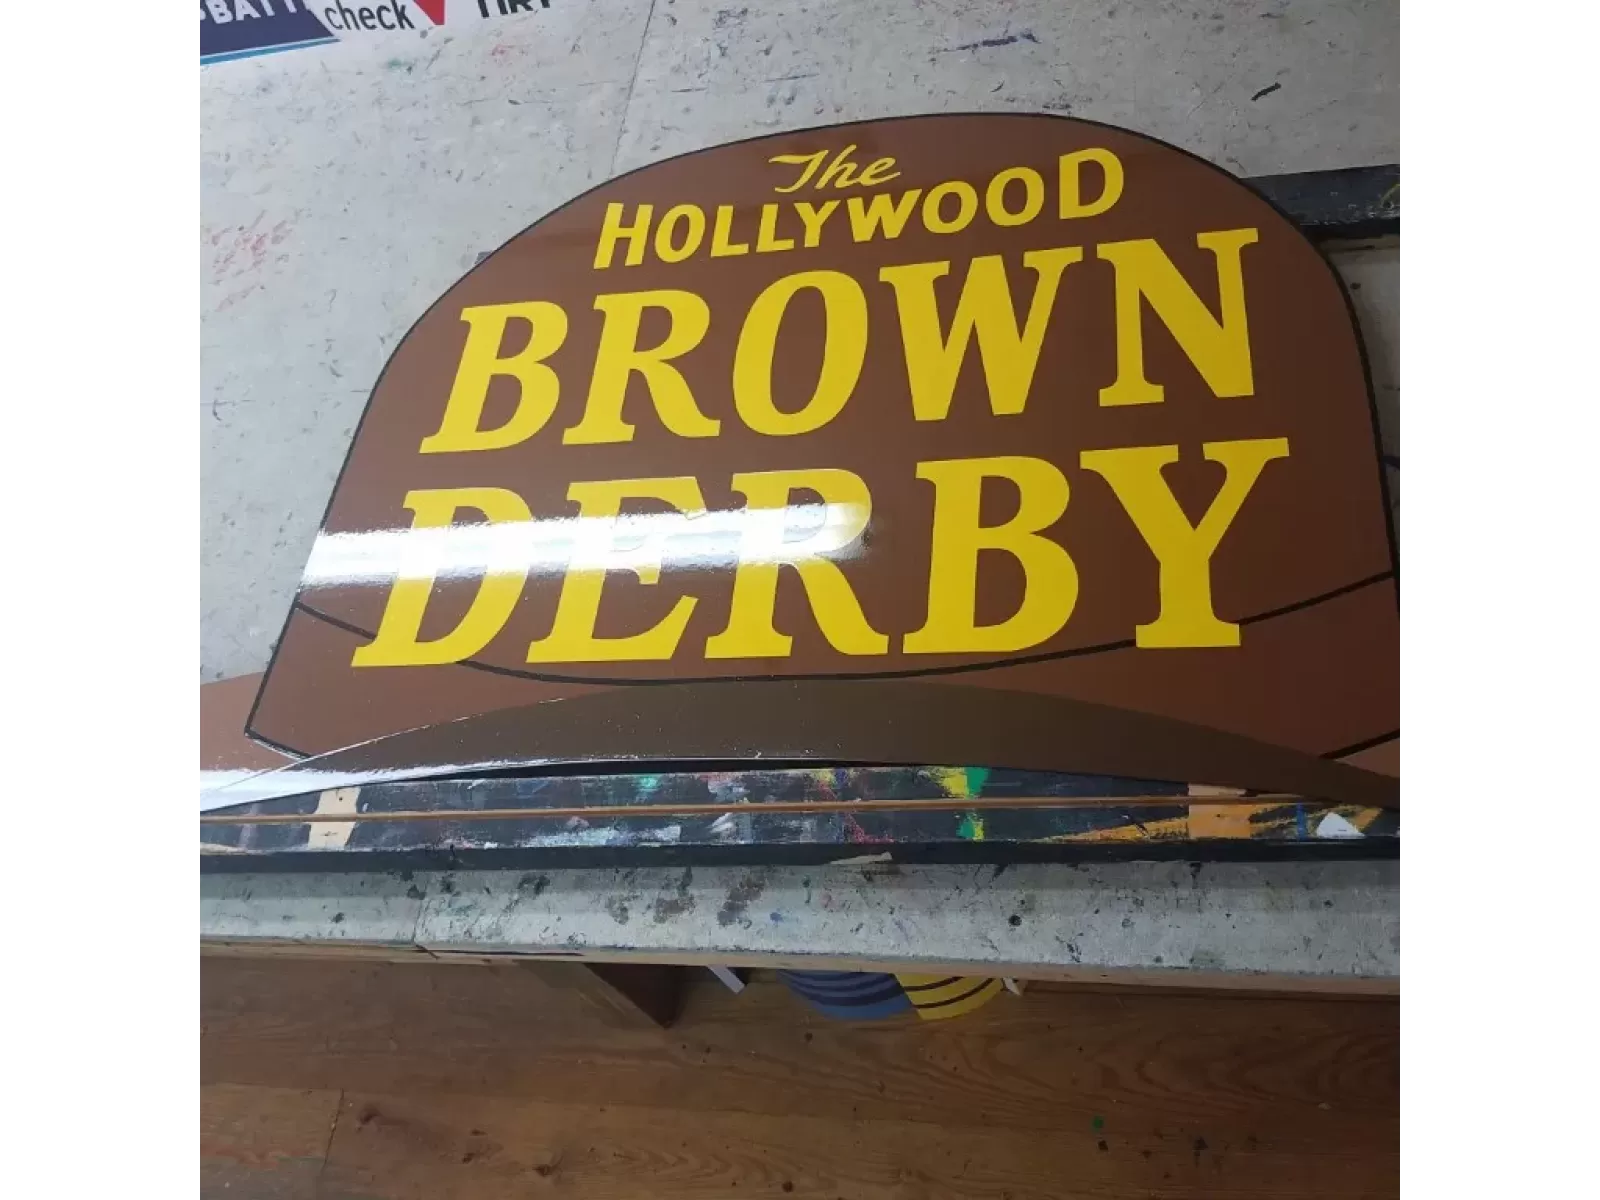 check
The
HOLLYWOOD
BROWN
DERBY